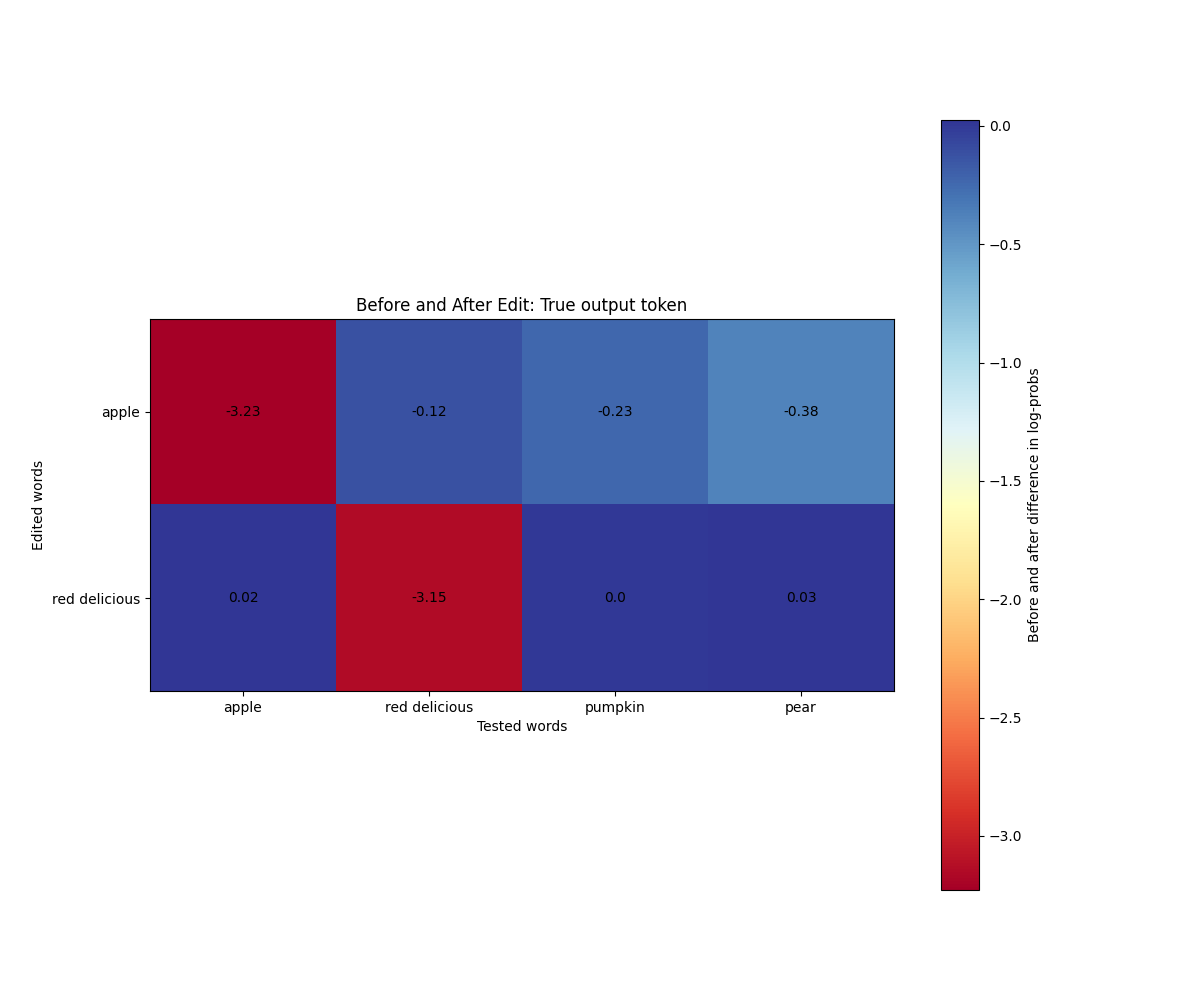 Before and After Edit: True output token
Edited words
apple
red delicious
-3.23
-0.12
-0.23
-0.38
0.02
-3.15
0.0
0.03
apple
red delicious
pumpkin
pear
Tested words
0.0
−0.5
−1.0
−1.5
−2.0
−2.5
−3.0
Before and after difference in log-probs